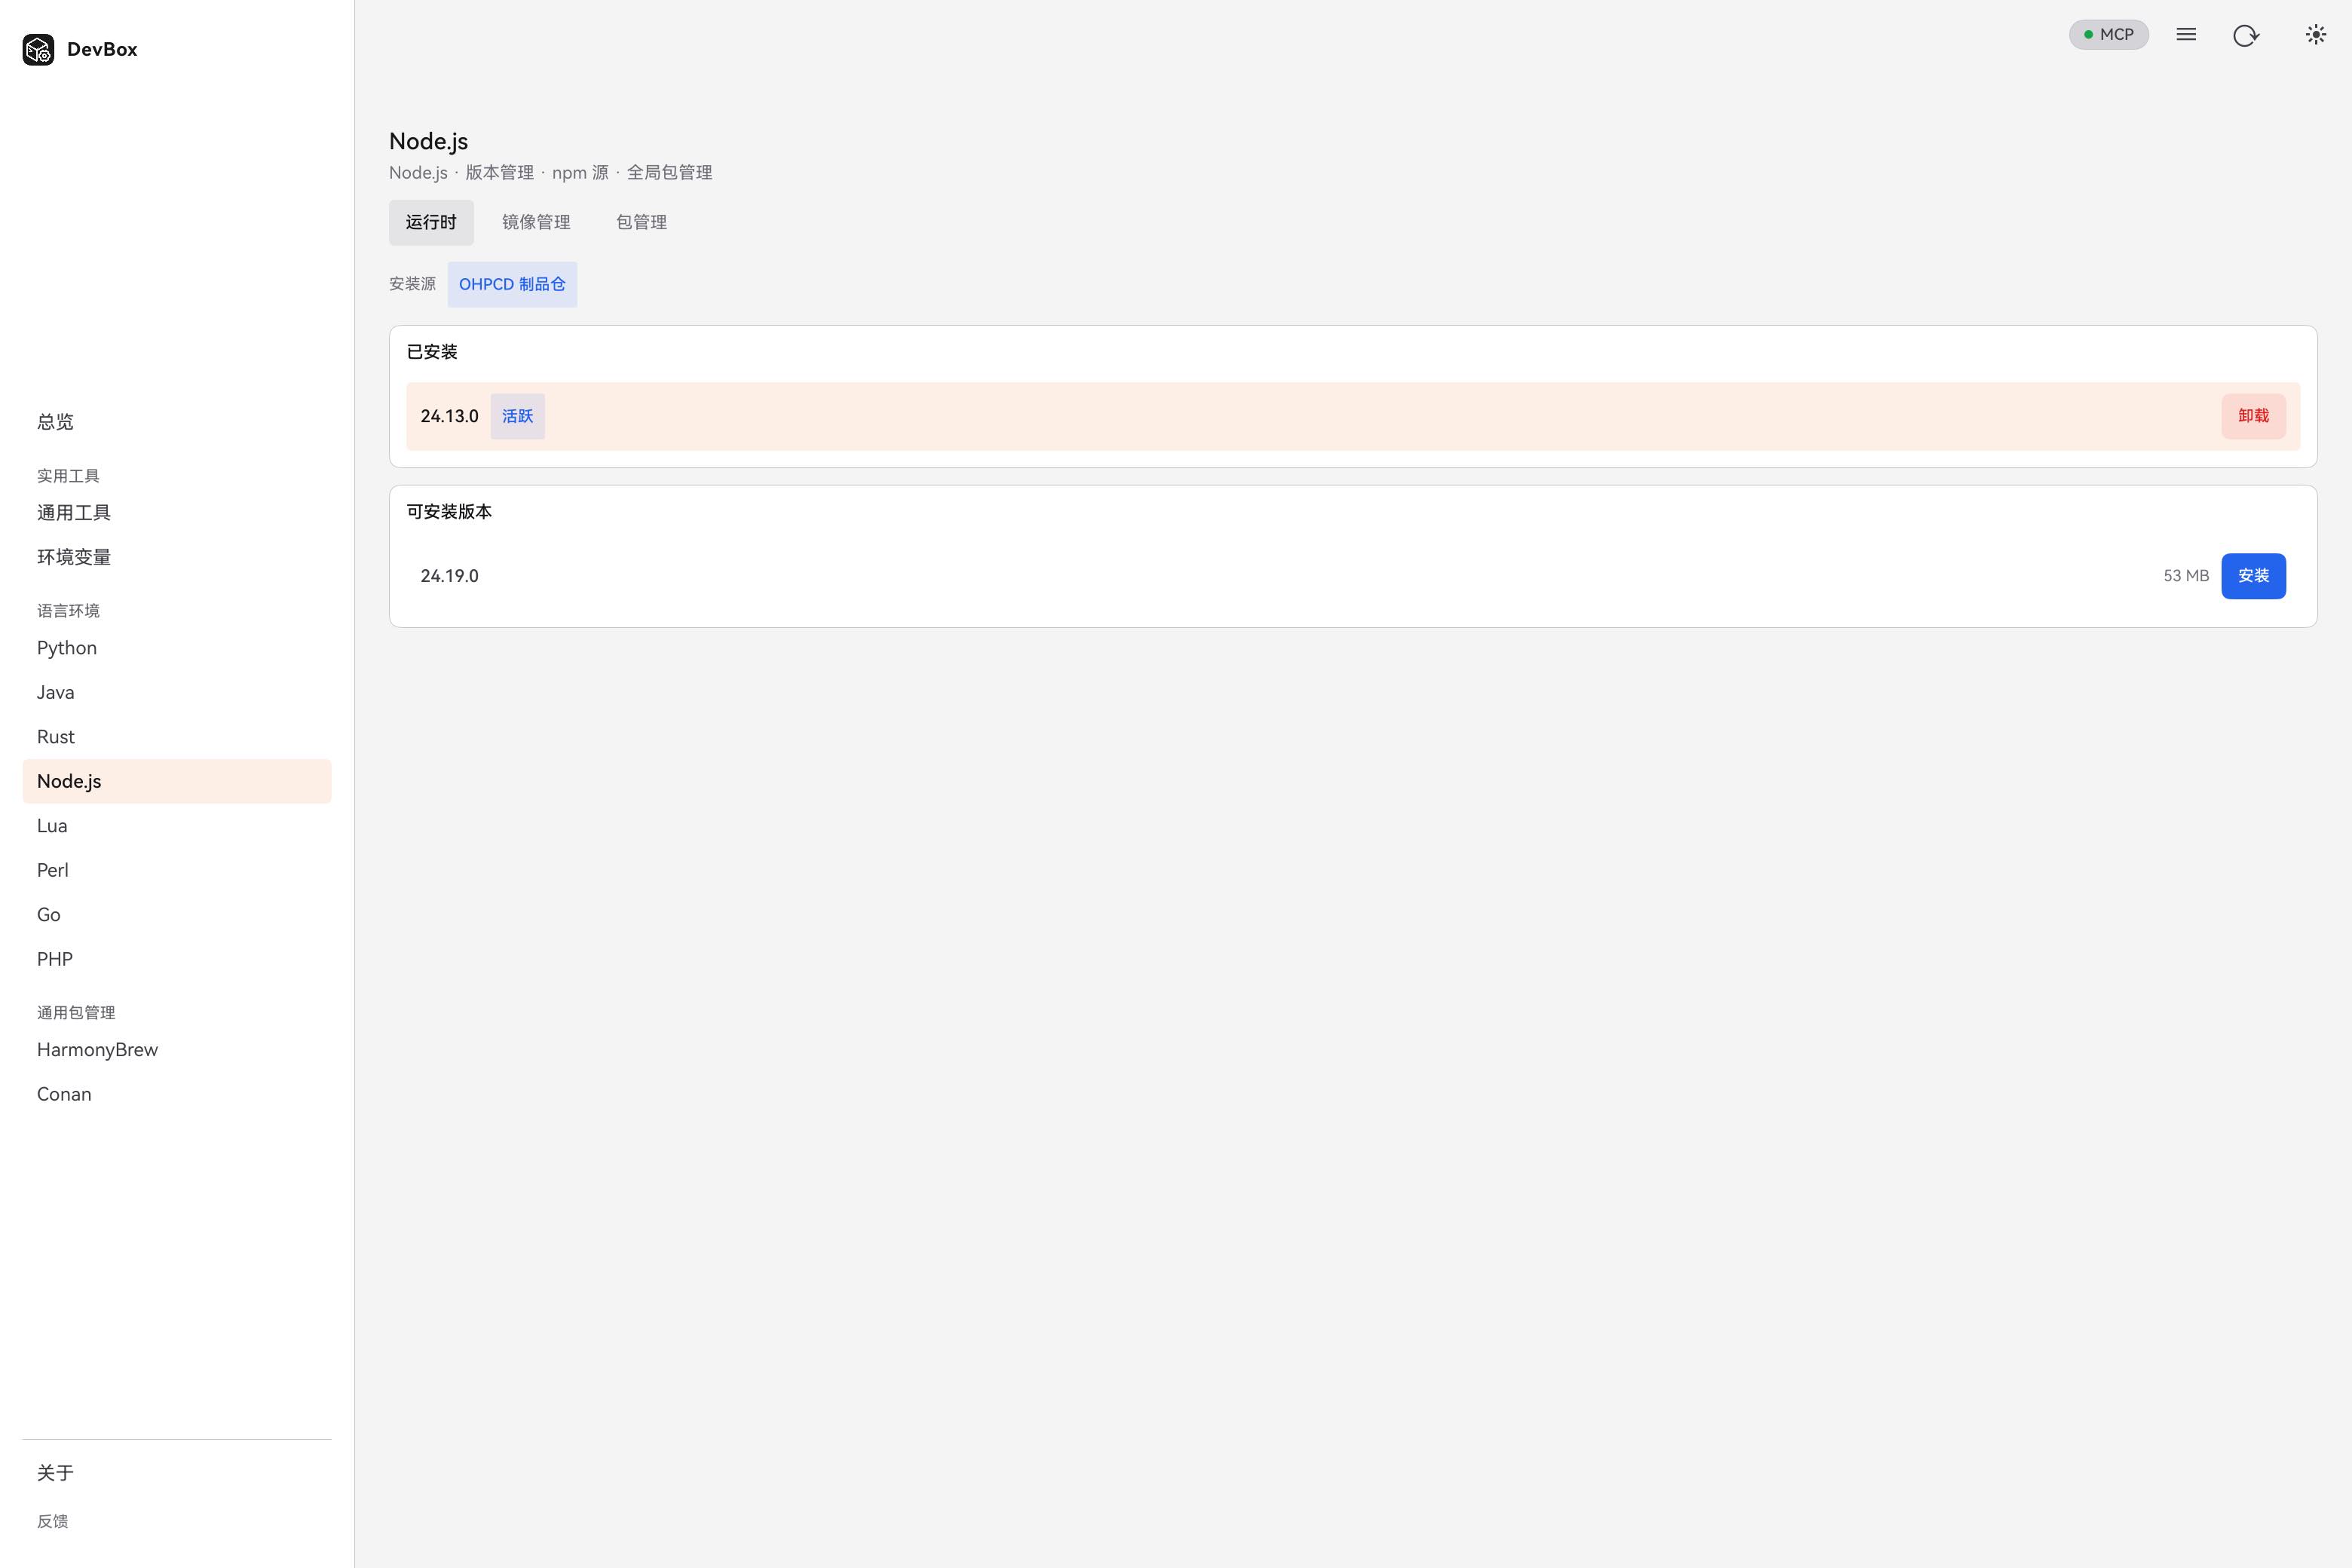 DevBox
总览
实用工具
通用工具
环境变量
语言环境
Python
Java
Rust
Node.js
Lua
Perl
Go
PHP
通用包管理
HarmonyBrew
Conan
关于
反馈
MCP
Node.js
Node.js · 版本管理 · npm 源 · 全局包管理
运行时 镜像管理 包管理
安装源 OHPCD 制品仓
已安装
24.13.0 活跃 卸载
可安装版本
24.19.0 53 MB 安装